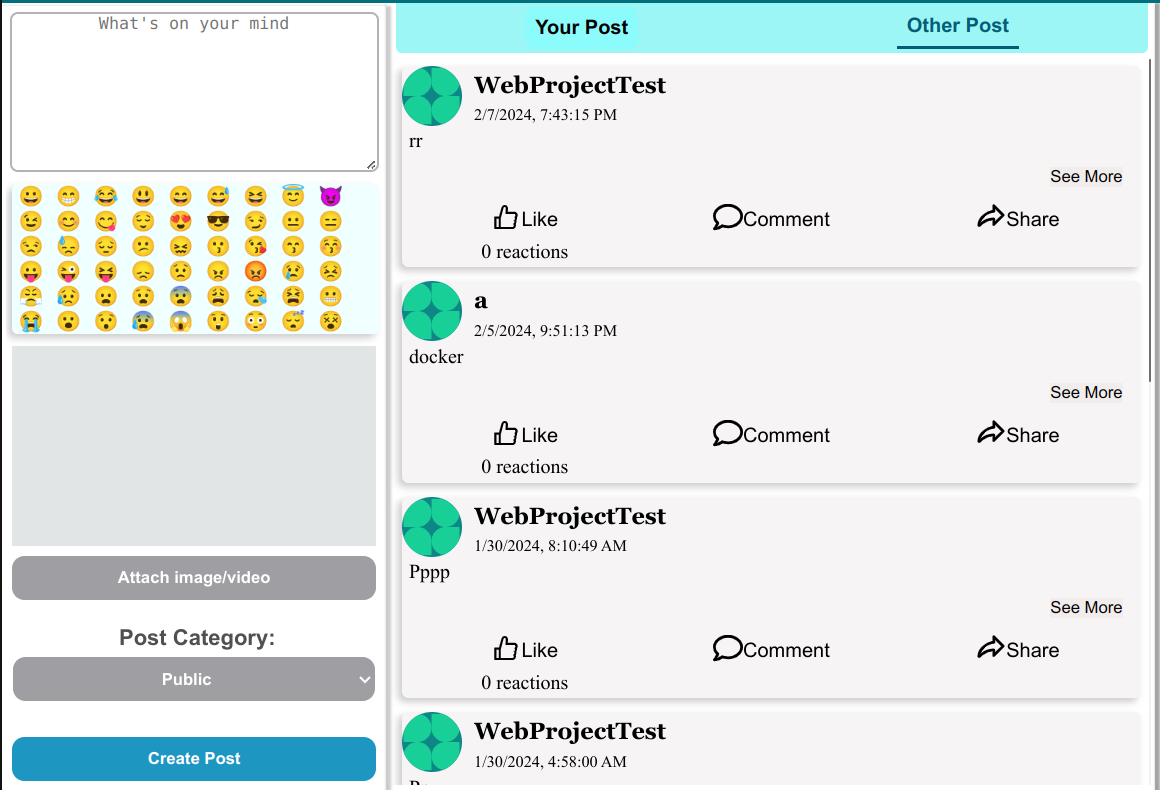 What's on your mind
Attach image/video
Post Category:
Public
Create Post
Your Post
Other Post
WebProjectTest
2/7/2024, 7:43:15 PM
rr
See More
Like
Comment
Share
0 reactions
a
2/5/2024, 9:51:13 PM
docker
See More
Like
Comment
Share
0 reactions
WebProjectTest
1/30/2024, 8:10:49 AM
Pppp
See More
Like
Comment
Share
0 reactions
WebProjectTest
1/30/2024, 4:58:00 AM